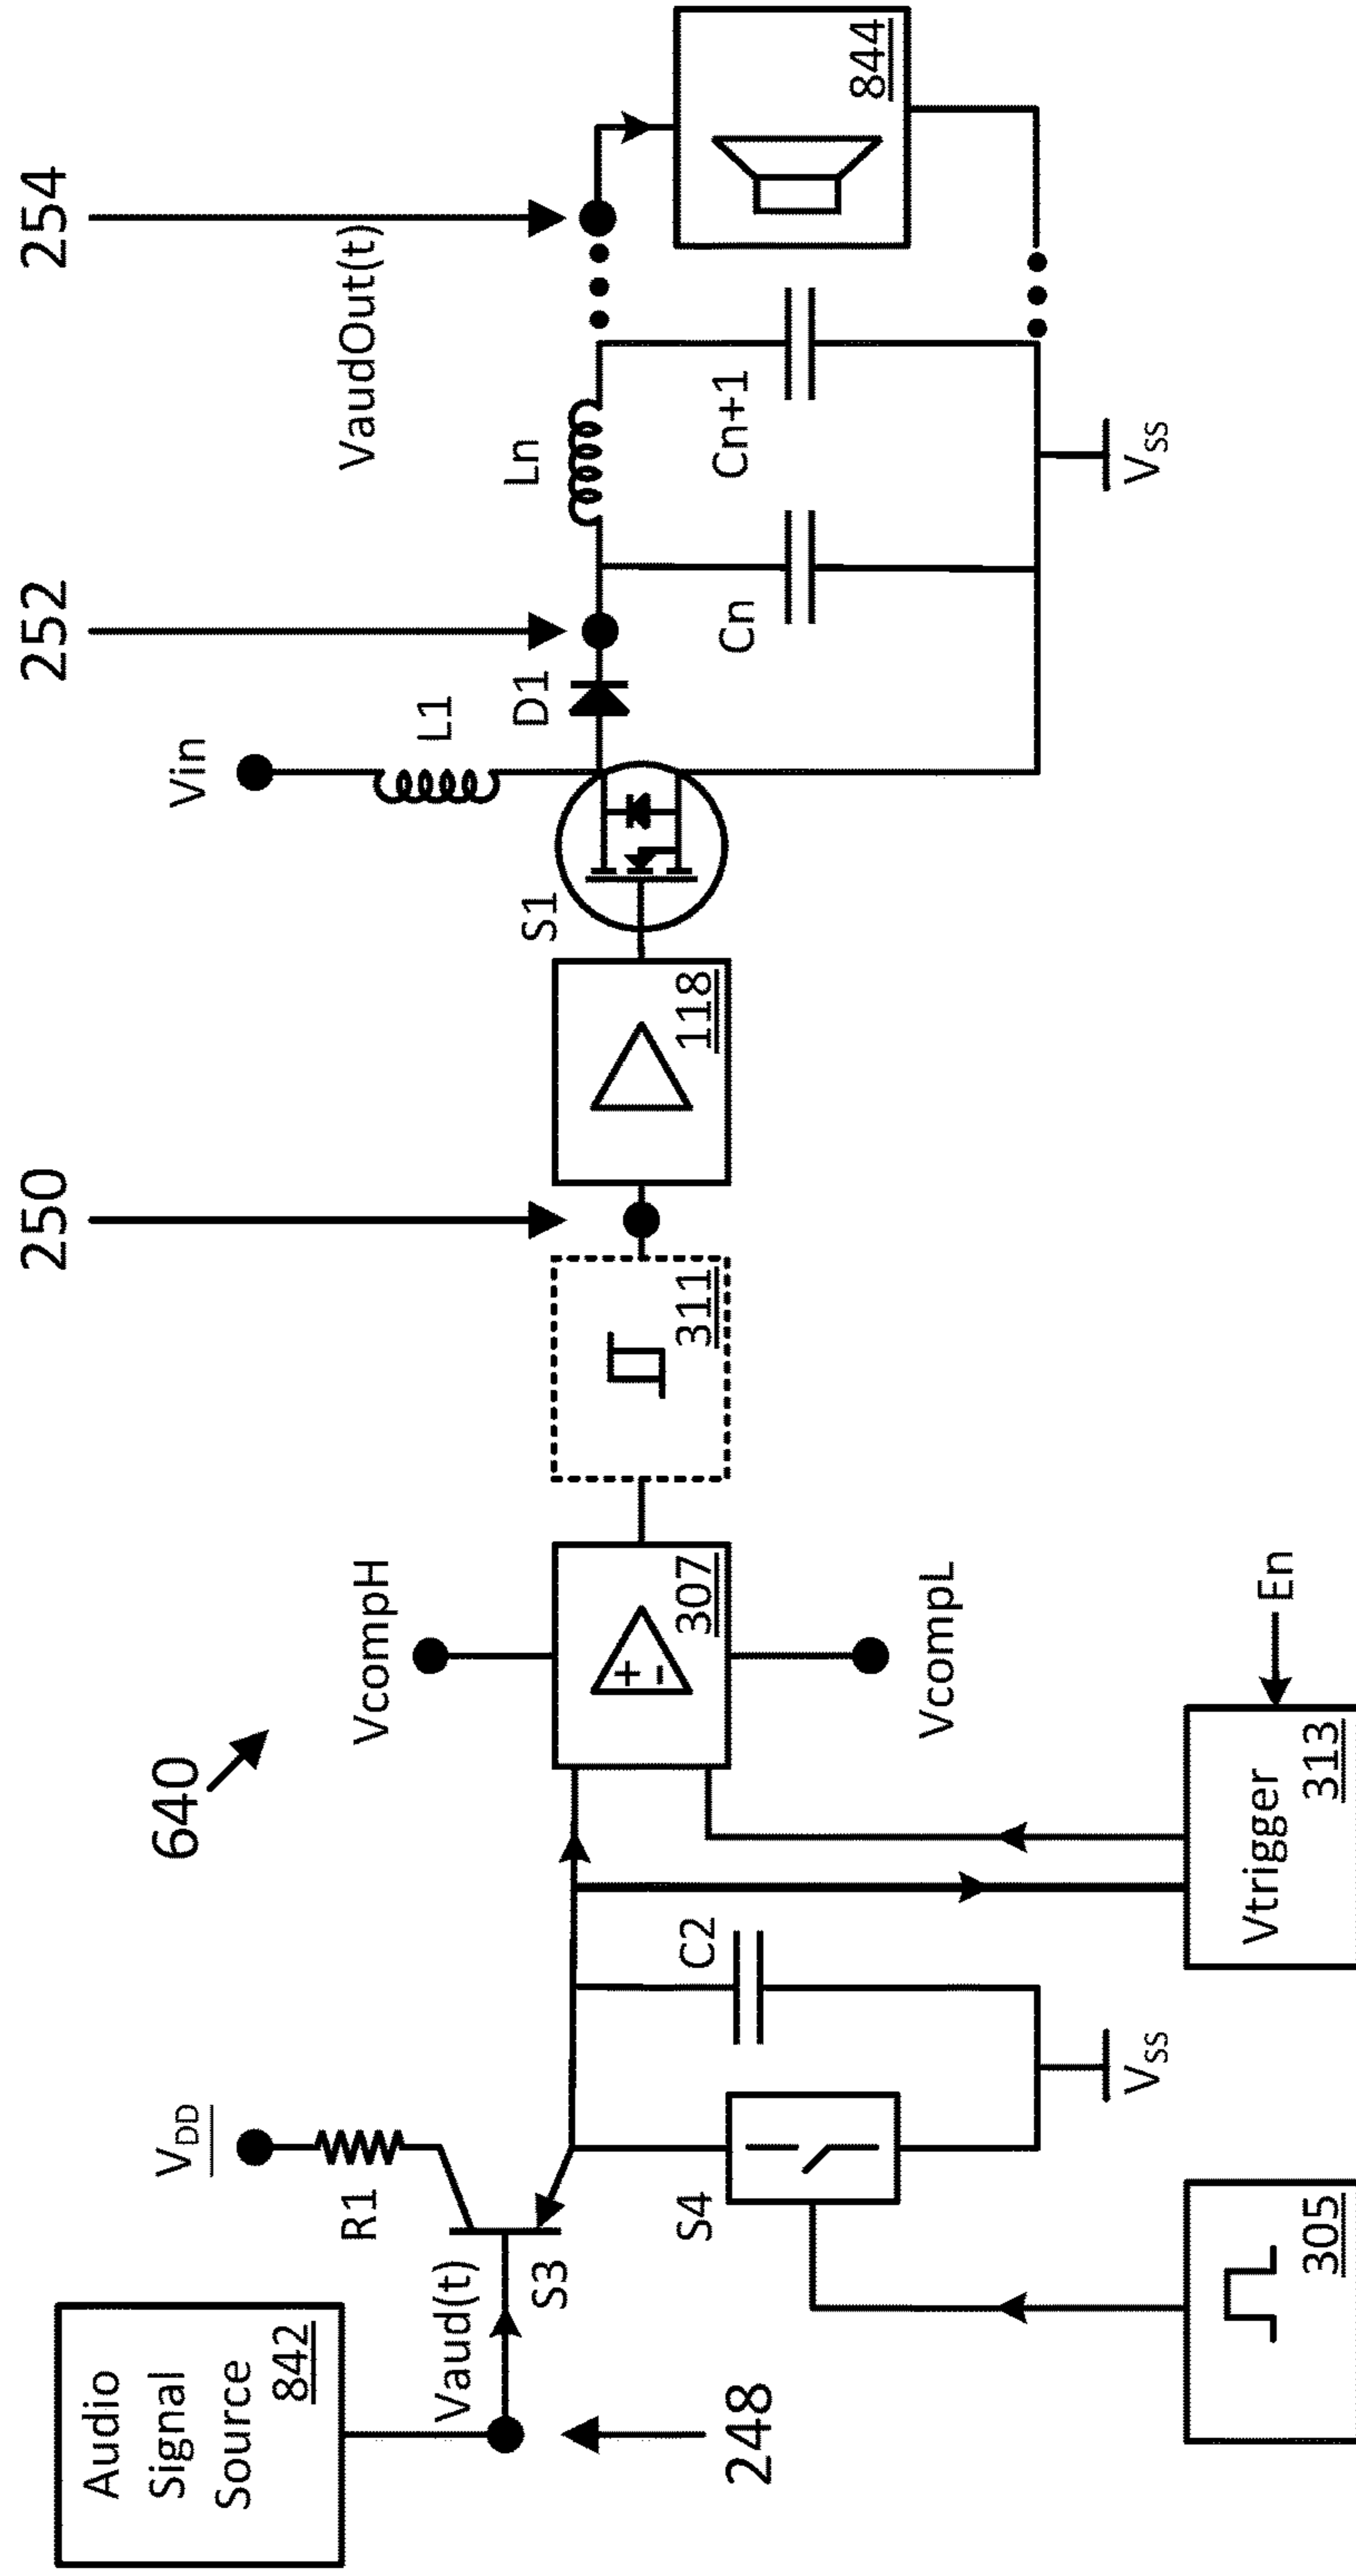 640
Audio
Signal
Source
842
Vaud(t)
248
S3
R1
VDD
S4
305
C2
VSS
Vtrigger
313
En
VcompH
+
-
307
VcompL
311
250
118
S1
Vin
L1
D1
252
Cn
Ln
Cn+1
VSS
VaudOut(t)
254
844